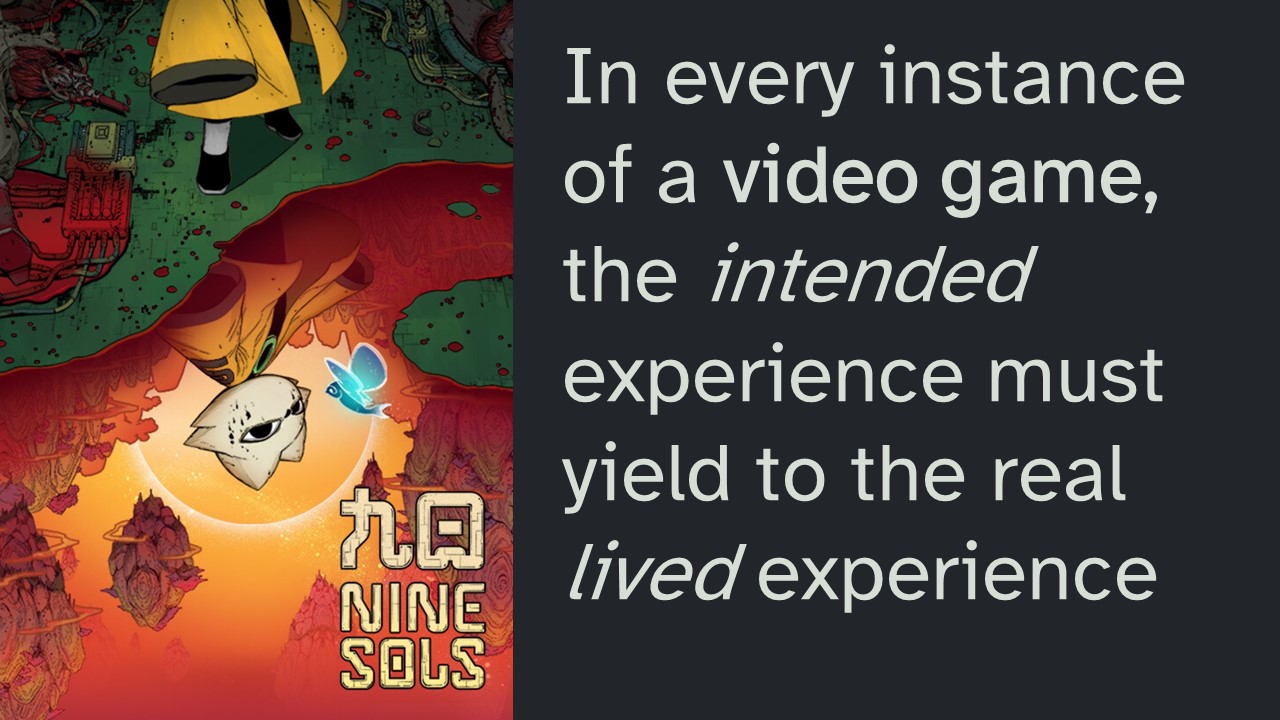 In every instance
of a video game,
the intended
experience must
yield to the real
lived experience
九日
NINE
SOLS